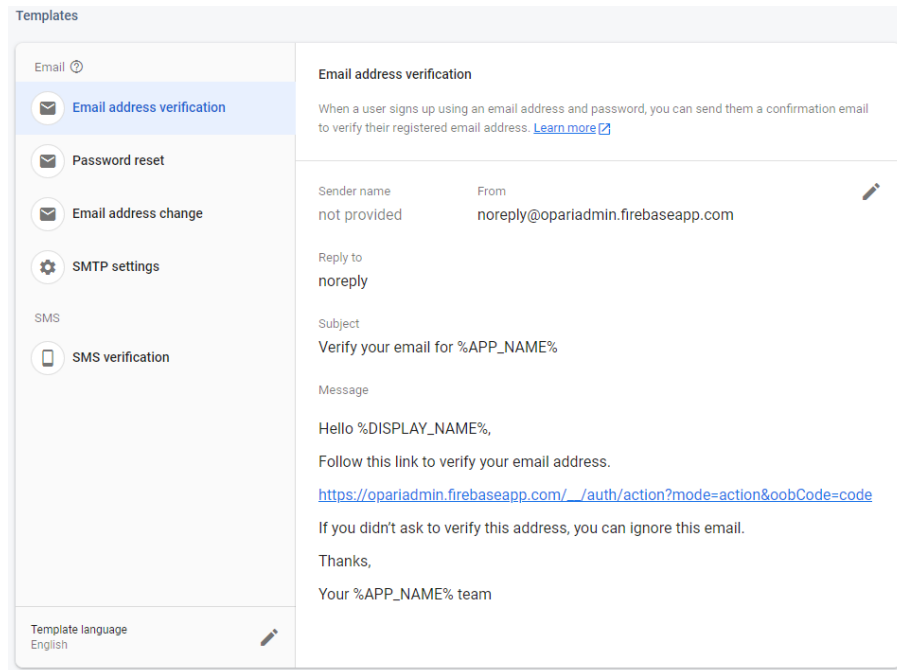 Templates
Email
Email address verification
Password reset
Email address change
SMTP settings
SMS
SMS verification
Template language
English
Email address verification
When a user signs up using an email address and password, you can send them a confirmation email
to verify their registered email address. Learn more
Sender name
not provided
From
noreply@opariadmin.firebaseapp.com
Reply to
noreply
Subject
Verify your email for %APP_NAME%
Message
Hello %DISPLAY_NAME%,
Follow this link to verify your email address.
https://opariadmin.firebaseapp.com/__/auth/action?mode=action&oobCode=code
If you didn't ask to verify this address, you can ignore this email.
Thanks,
Your %APP_NAME% team